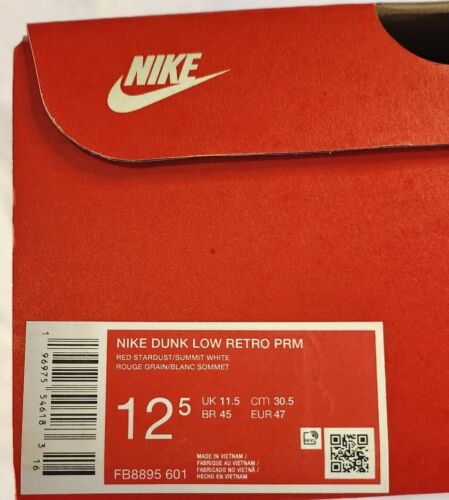 NIKE
NIKE DUNK LOW RETRO PRM
RED STARDUST/SUMMIT WHITE
ROUGE GRAIN/BLANC SOMMET
12 5
UK 11.5 CM 30.5
BR 45 EUR 47
FB8895 601
MADE IN VIETNAM /
FABRIQUE AU VIETNAM /
FABRICADO NO VIETNÃ /
HECHO EN VIETNAM
1 96975 54618 3 16